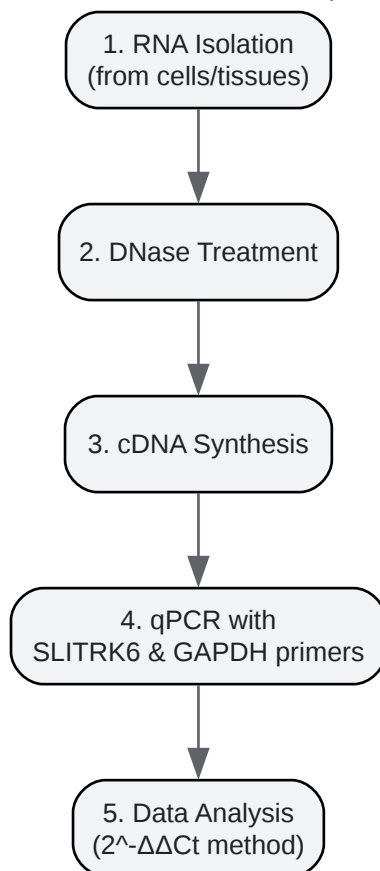 1. RNA Isolation
(from cells/tissues)
2. DNase Treatment
3. cDNA Synthesis
4. qPCR with
SLITRK6 & GAPDH primers
5. Data Analysis
(2^-ΔΔCt method)